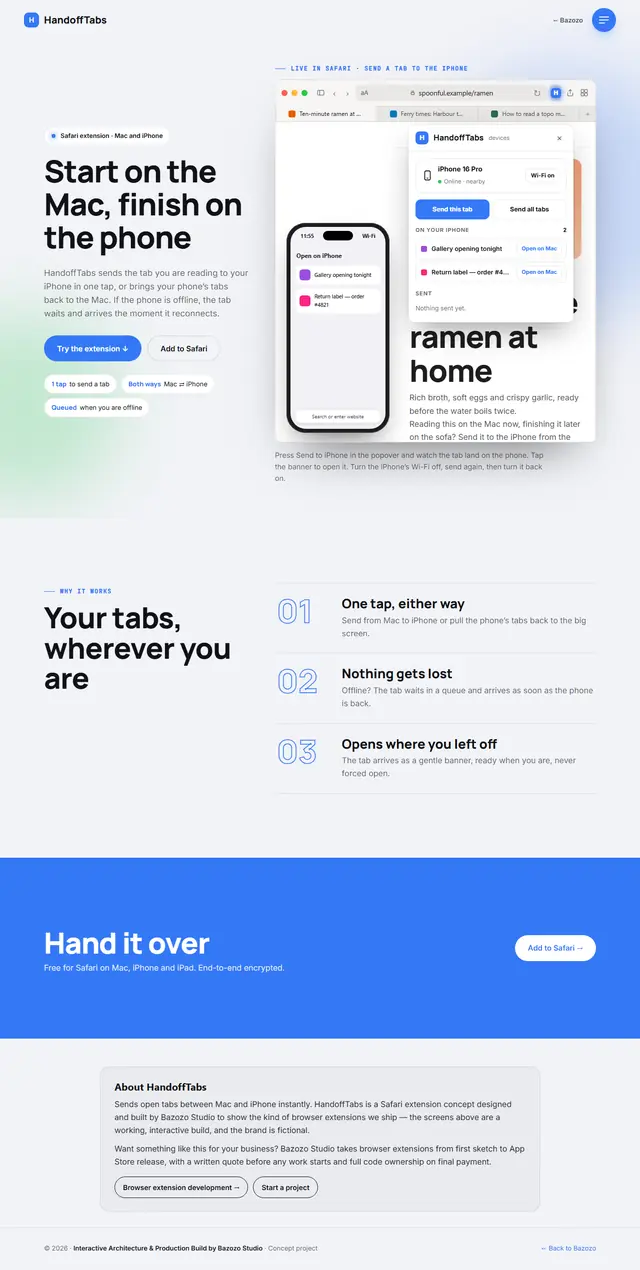 H HandoffTabs
← Bazozo
Safari extension · Mac and iPhone
Start on the
Mac, finish on
the phone
HandoffTabs sends the tab you are reading to your
iPhone in one tap, or brings your phone's tabs
back to the Mac. If the phone is offline, the tab
waits and arrives the moment it reconnects.
Try the extension ↓
Add to Safari
1 tap to send a tab
Both ways Mac ⇄ iPhone
Queued when you are offline
LIVE IN SAFARI · SEND A TAB TO THE IPHONE
aA
spoonful.example/ramen
H
Ten-minute ramen at ...
Ferry times: Harbour t...
How to read a topo m...
H HandoffTabs devices
iPhone 16 Pro
Online · nearby
Wi-Fi on
Send this tab
Send all tabs
ON YOUR IPHONE 2
Gallery opening tonight
Open on Mac
Return label — order #4...
Open on Mac
SENT
Nothing sent yet.
11:55 Wi-Fi
Open on iPhone
Gallery opening tonight
Return label — order
#4821
Search or enter website
ramen at
home
Rich broth, soft eggs and crispy garlic, ready
before the water boils twice.
Reading this on the Mac now, finishing it later
on the sofa? Send it to the iPhone from the
Press Send to iPhone in the popover and watch the tab land on the phone. Tap
the banner to open it. Turn the iPhone's Wi-Fi off, send again, then turn it back
on.
WHY IT WORKS
Your tabs,
wherever you
are
01
One tap, either way
Send from Mac to iPhone or pull the phone's tabs back to the big
screen.
02
Nothing gets lost
Offline? The tab waits in a queue and arrives as soon as the phone
is back.
03
Opens where you left off
The tab arrives as a gentle banner, ready when you are, never
forced open.
Hand it over
Free for Safari on Mac, iPhone and iPad. End-to-end encrypted.
Add to Safari →
About HandoffTabs
Sends open tabs between Mac and iPhone instantly. HandoffTabs is a Safari extension concept designed
and built by Bazozo Studio to show the kind of browser extensions we ship — the screens above are a
working, interactive build, and the brand is fictional.
Want something like this for your business? Bazozo Studio takes browser extensions from first sketch to App
Store release, with a written quote before any work starts and full code ownership on final payment.
Browser extension development →
Start a project
© 2026 · Interactive Architecture & Production Build by Bazozo Studio · Concept project
← Back to Bazozo